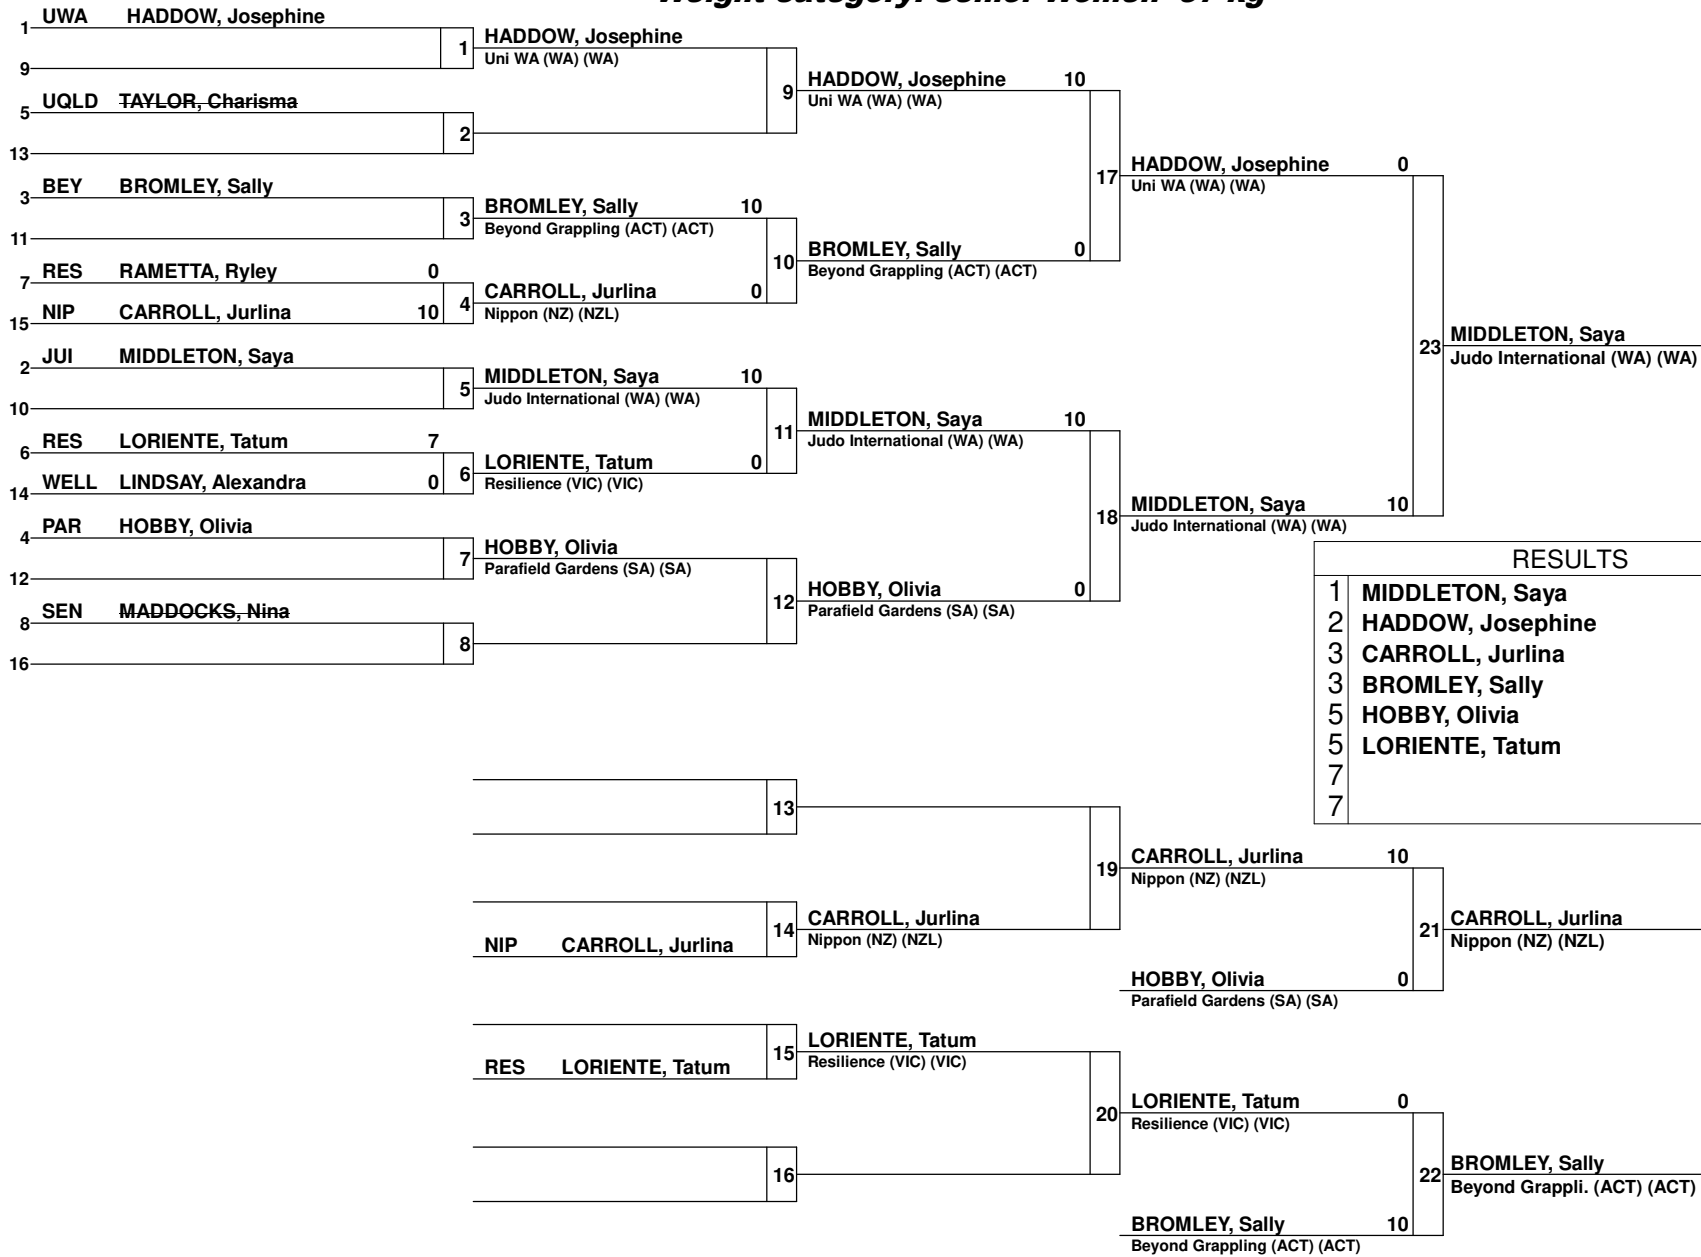 Weight category: Senior Women -57 kg
1 UWA HADDOW, Josephine
9
1 HADDOW, Josephine
Uni WA (WA) (WA)
5 UQLD TAYLOR, Charisma
13
2
9 HADDOW, Josephine 10
Uni WA (WA) (WA)
3 BEY BROMLEY, Sally
11
3 BROMLEY, Sally 10
Beyond Grappling (ACT) (ACT)
7 RES RAMETTA, Ryley 0
15 NIP CARROLL, Jurlina 10
4 CARROLL, Jurlina 0
Nippon (NZ) (NZL)
10 BROMLEY, Sally 0
Beyond Grappling (ACT) (ACT)
17 HADDOW, Josephine 0
Uni WA (WA) (WA)
2 JUI MIDDLETON, Saya
10
5 MIDDLETON, Saya 10
Judo International (WA) (WA)
6 RES LORIENTE, Tatum 7
14 WELL LINDSAY, Alexandra 0
6 LORIENTE, Tatum 0
Resilience (VIC) (VIC)
11 MIDDLETON, Saya 10
Judo International (WA) (WA)
4 PAR HOBBY, Olivia
12
7 HOBBY, Olivia
Parafield Gardens (SA) (SA)
8 SEN MADDOCKS, Nina
16
8
12 HOBBY, Olivia 0
Parafield Gardens (SA) (SA)
18 MIDDLETON, Saya 10
Judo International (WA) (WA)
23 MIDDLETON, Saya
Judo International (WA) (WA)
RESULTS
1 MIDDLETON, Saya
2 HADDOW, Josephine
3 CARROLL, Jurlina
3 BROMLEY, Sally
5 HOBBY, Olivia
5 LORIENTE, Tatum
7
7
13
NIP CARROLL, Jurlina
14 CARROLL, Jurlina
Nippon (NZ) (NZL)
19 CARROLL, Jurlina 10
Nippon (NZ) (NZL)
HOBBY, Olivia 0
Parafield Gardens (SA) (SA)
21 CARROLL, Jurlina
Nippon (NZ) (NZL)
RES LORIENTE, Tatum
15 LORIENTE, Tatum
Resilience (VIC) (VIC)
16
20 LORIENTE, Tatum 0
Resilience (VIC) (VIC)
BROMLEY, Sally 10
Beyond Grappling (ACT) (ACT)
22 BROMLEY, Sally
Beyond Grappli. (ACT) (ACT)